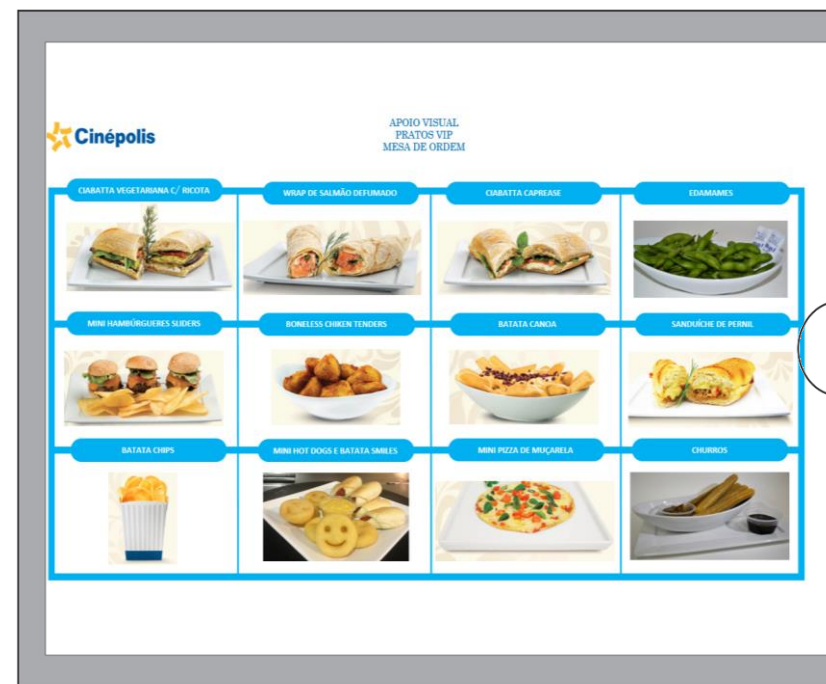 Cinépolis
APOIO VISUAL
PRATOS VIP
MESA DE ORDEM
CIABATTA VEGETARIANA C/ RICOTA
WRAP DE SALMÃO DEFUMADO
CIABATTA CAPREASE
EDAMAMES
MINI HAMBÚRGUERES SLIDERS
BONELESS CHIKEN TENDERS
BATATA CANOA
SANDUÍCHE DE PERNIL
BATATA CHIPS
MINI HOT DOGS E BATATA SMILES
MINI PIZZA DE MUÇARELA
CHURROS